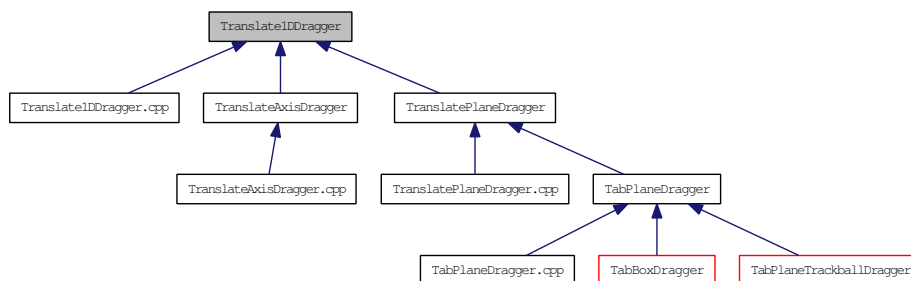 Translate1DDragger
Translate1DDragger.cpp
TranslateAxisDragger
TranslatePlaneDragger
TranslateAxisDragger.cpp
TranslatePlaneDragger.cpp
TabPlaneDragger
TabPlaneDragger.cpp
TabBoxDragger
TabPlaneTrackballDragger